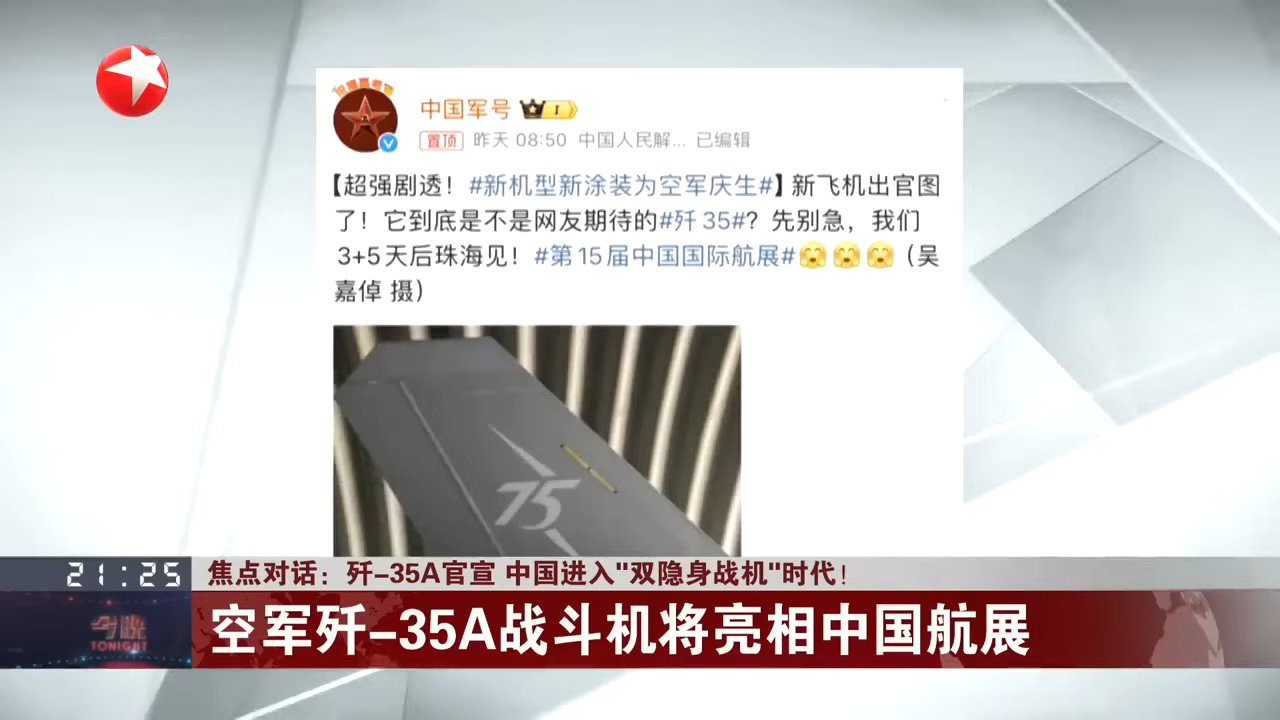 中国军号 I
置顶 昨天 08:50 中国人民解... 已编辑
【超强剧透！#新机型新涂装为空军庆生#】新飞机出官图
了！它到底是不是网友期待的#歼35#？先别急，我们
3+5天后珠海见！#第15届中国国际航展#（吴
嘉倬 摄）
75
21:25 焦点对话：歼-35A官宣 中国进入"双隐身战机"时代！
今晚
TONIGHT
空军歼-35A战斗机将亮相中国航展